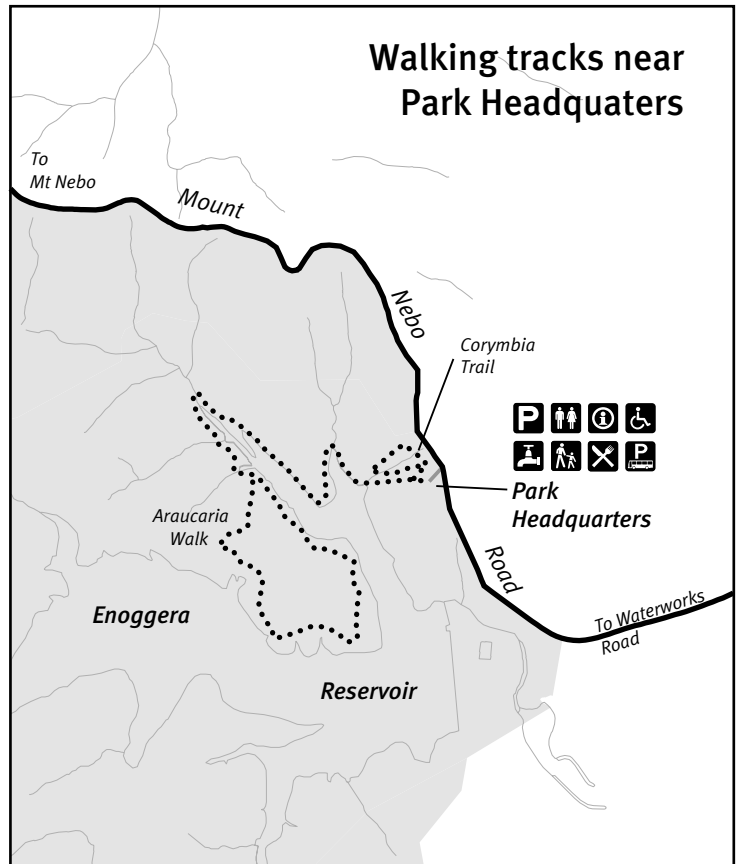 Walking tracks near
Park Headquaters
To
Mt Nebo
Mount
Nebo
Corymbia
Trail
P
i
P
Park
Headquarters
Araucaria
Walk
Road
Enoggera
To Waterworks
Road
Reservoir